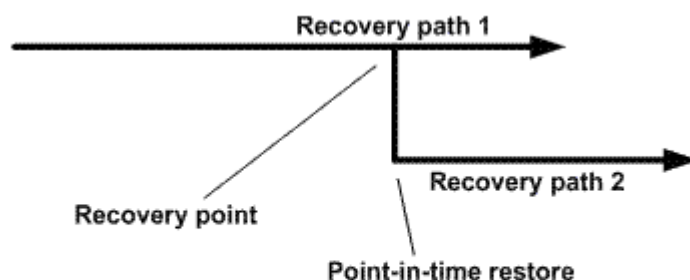 Recovery path 1
Recovery path 2
Recovery point
Point-in-time restore